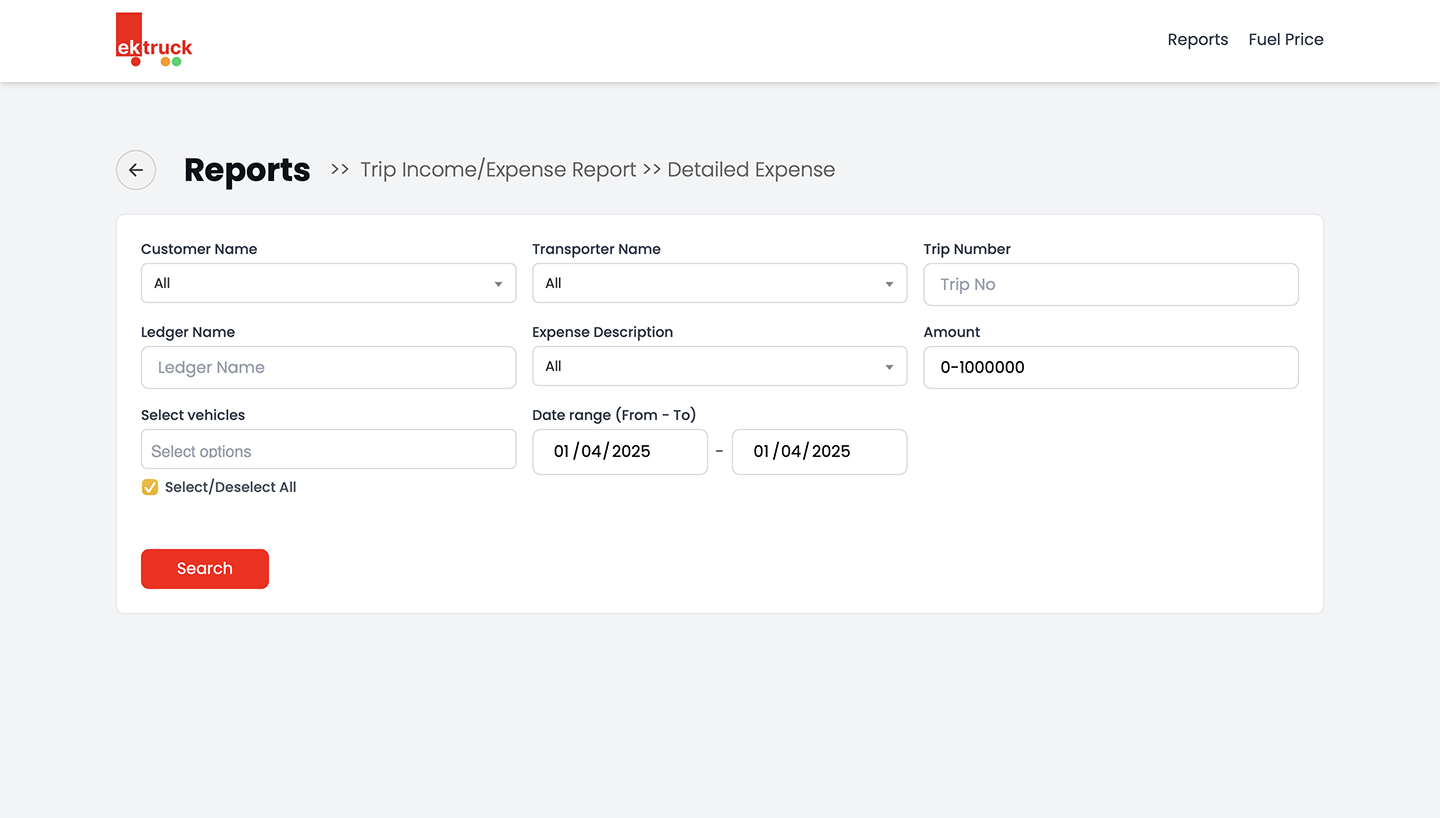 ektruck
Reports Fuel Price
Reports >> Trip Income/Expense Report >> Detailed Expense
Customer Name Transporter Name Trip Number
All All Trip No
Ledger Name Expense Description Amount
Ledger Name All 0-1000000
Select vehicles Date range (From - To)
Select options 01/04/2025 - 01/04/2025
Select/Deselect All
Search